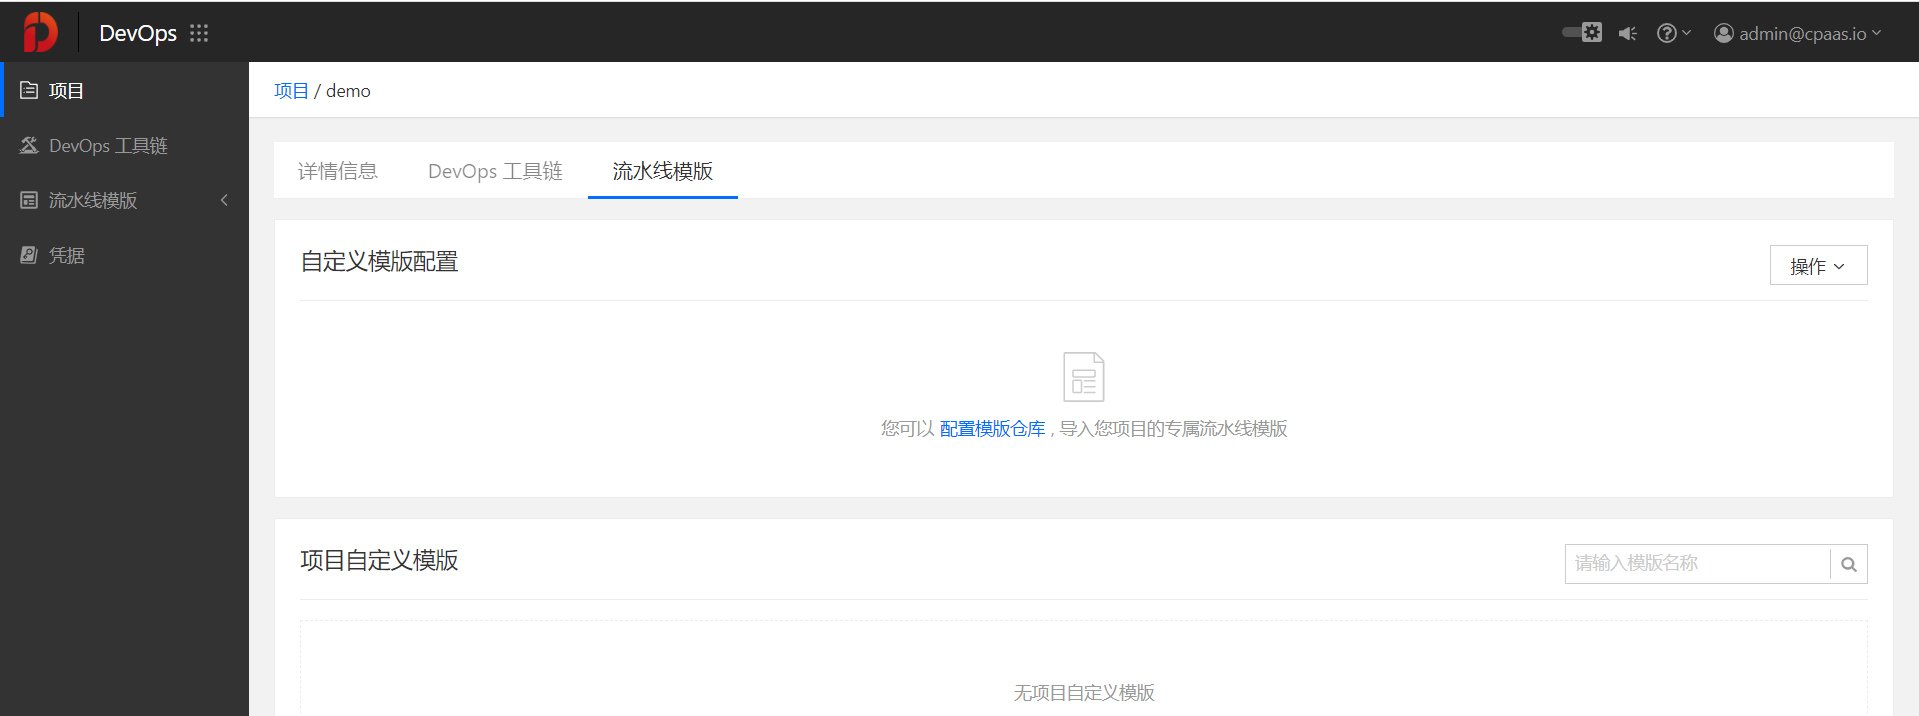 DevOps
admin@cpaas.io
项目
DevOps 工具链
流水线模版
凭据
项目 / demo
详情信息 DevOps 工具链 流水线模版
自定义模版配置
操作
您可以 配置模版仓库 , 导入您项目的专属流水线模版
项目自定义模版
请输入模版名称
无项目自定义模版